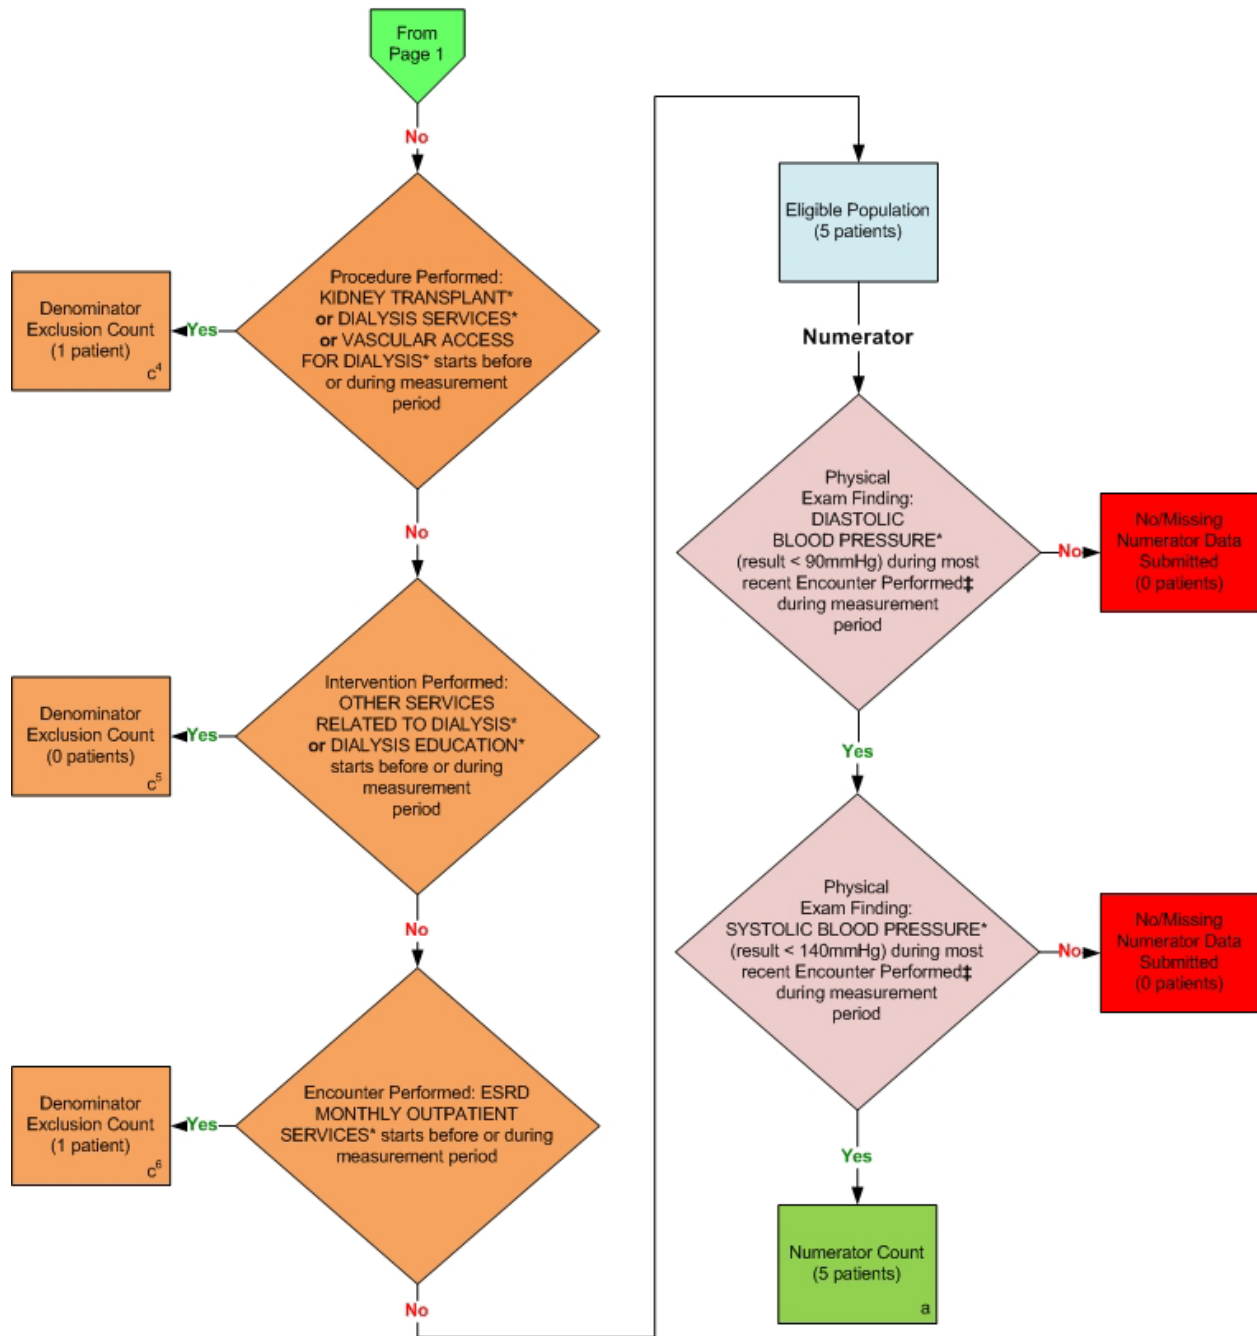 From
Page 1
No
Procedure Performed:
KIDNEY TRANSPLANT*
or DIALYSIS SERVICES*
or VASCULAR ACCESS
FOR DIALYSIS* starts before
or during measurement
period
Yes
Denominator
Exclusion Count
(1 patient)
c⁴
No
Intervention Performed:
OTHER SERVICES
RELATED TO DIALYSIS*
or DIALYSIS EDUCATION*
starts before or during
measurement
period
Yes
Denominator
Exclusion Count
(0 patients)
c⁵
No
Encounter Performed: ESRD
MONTHLY OUTPATIENT
SERVICES* starts before or during
measurement period
Yes
Denominator
Exclusion Count
(1 patient)
c⁶
No
Eligible Population
(5 patients)
Numerator
Physical
Exam Finding:
DIASTOLIC
BLOOD PRESSURE*
(result < 90mmHg) during most
recent Encounter Performed‡
during measurement
period
No
No/Missing
Numerator Data
Submitted
(0 patients)
Yes
Physical
Exam Finding:
SYSTOLIC BLOOD PRESSURE*
(result < 140mmHg) during most
recent Encounter Performed‡
during measurement
period
No
No/Missing
Numerator Data
Submitted
(0 patients)
Yes
Numerator Count
(5 patients)
a